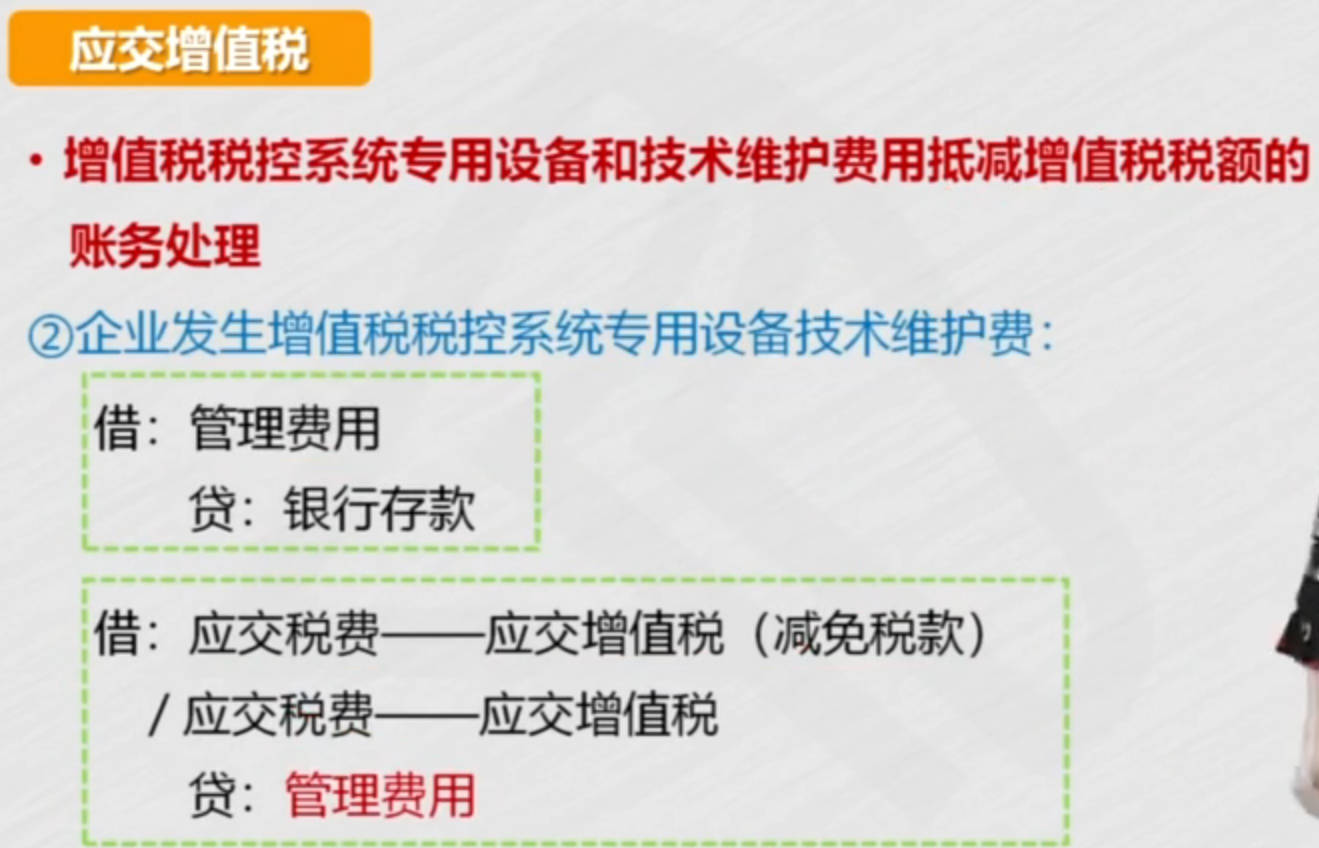 应交增值税
·增值税税控系统专用设备和技术维护费用抵减增值税税额的
账务处理
②企业发生增值税税控系统专用设备技术维护费：
借：管理费用
贷：银行存款
借：应交税费——应交增值税（减免税款）
/ 应交税费——应交增值税
贷：管理费用